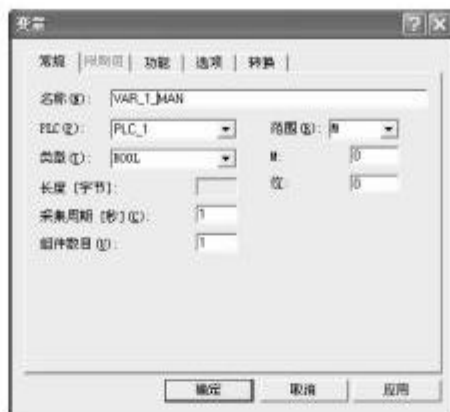 变量
常规 限制值 功能 选项 转换
名称(N): VAR_1_MAN
PLC(P): PLC_1 范围(R): M
类型(T): BOOL M: 0
长度 [字节]: 位: 0
采集周期 [秒](C): 1
组件数目(U): 1
确定 取消 应用